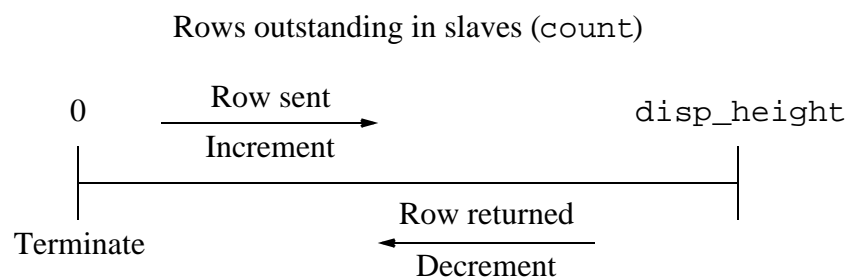 Rows outstanding in slaves (count)
0
Row sent
disp_height
Increment
Row returned
Terminate
Decrement